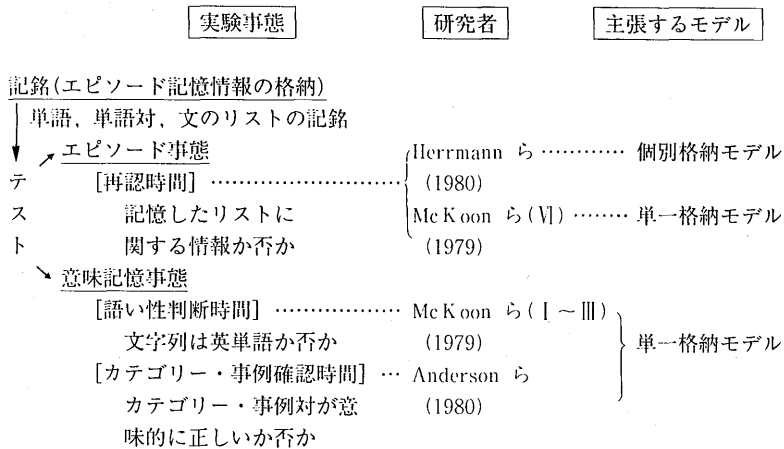 実験事態 研究者 主張するモデル
記銘(エピソード記憶情報の格納)
単語,単語対,文のリストの記銘
エピソード事態 Herrmann ら ………… 個別格納モデル
テ [再認時間] ……………………… (1980)
ス 記憶したリストに McKoon ら(Ⅵ) …… 単一格納モデル
ト 関する情報か否か (1979)
意味記憶事態
[語い性判断時間] ……………… McKoon ら(Ⅰ~Ⅲ)
文字列は英単語か否か (1979) 単一格納モデル
[カテゴリー・事例確認時間] … Anderson ら
カテゴリー・事例対が意 (1980)
味的に正しいか否か